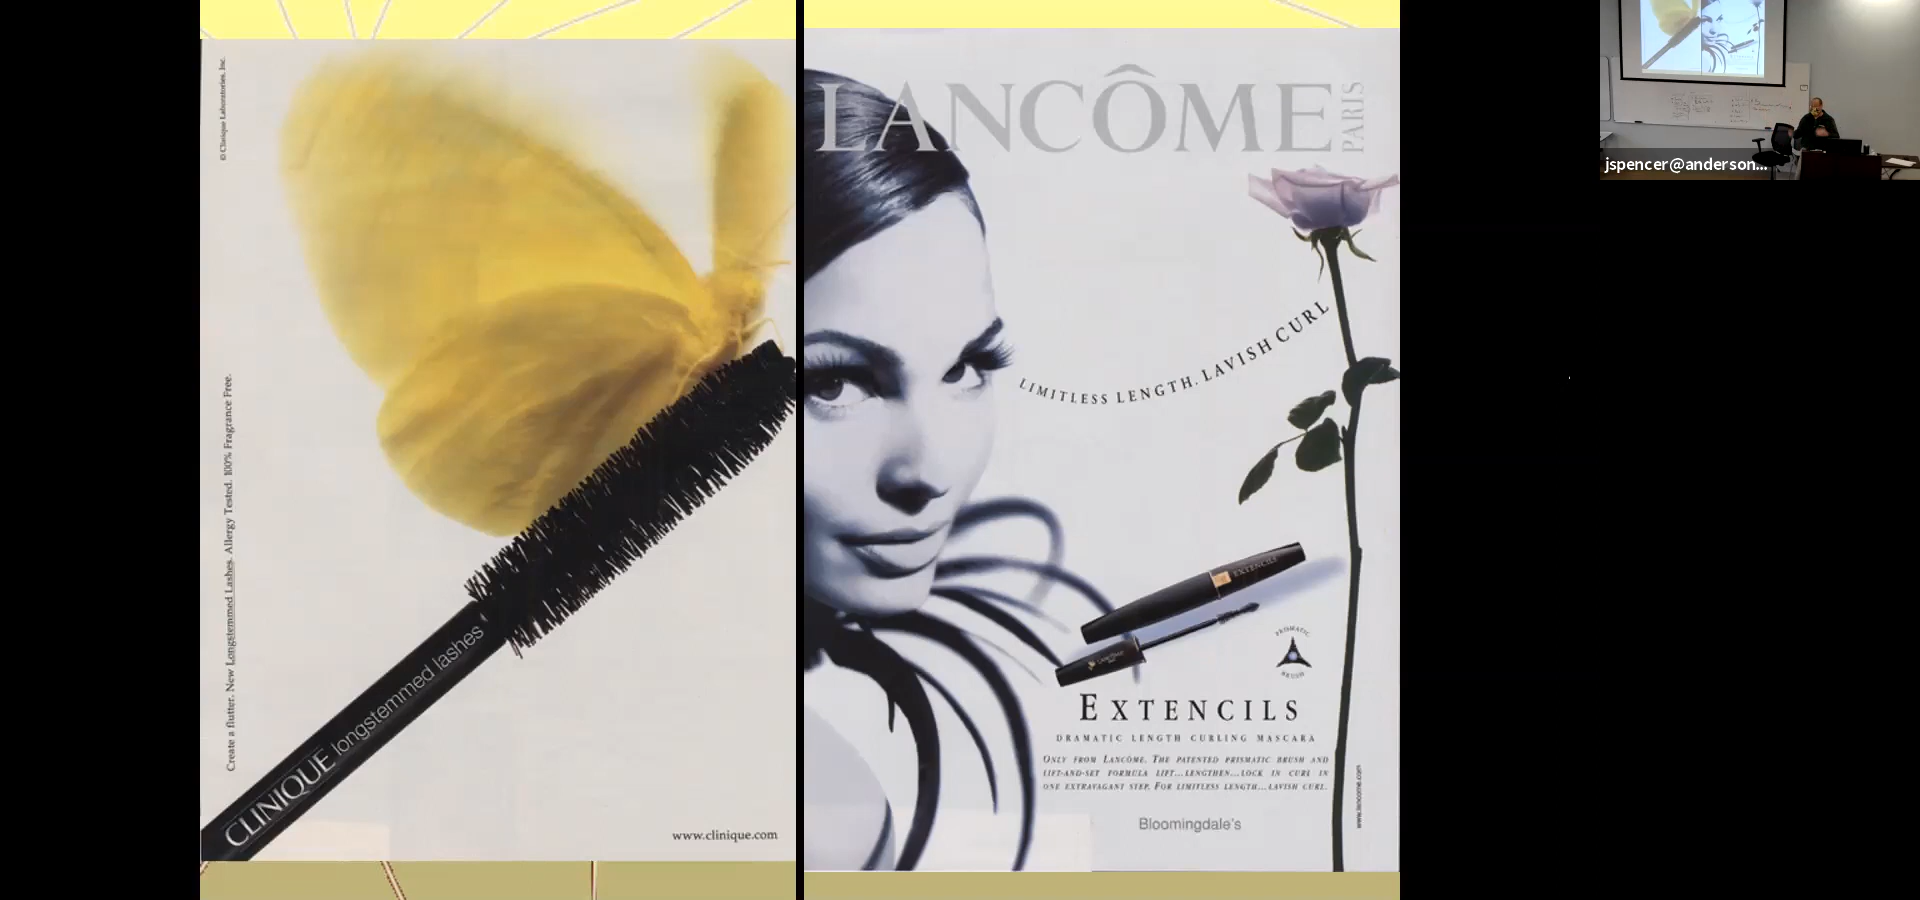 © Clinique Laboratories, Inc.
Create a flutter. New Longstemmed Lashes. Allergy Tested. 100% Fragrance Free.
CLINIQUE longstemmed lashes
www.clinique.com
LANCÔME
PARIS
LIMITLESS LENGTH. LAVISH CURL
EXTENCILS
LANCÔME
PRISMATIC
BRUSH
EXTENCILS
DRAMATIC LENGTH CURLING MASCARA
ONLY FROM LANCÔME. THE PATENTED PRISMATIC BRUSH AND
LIFT-AND-SET FORMULA LIFT...LENGTHEN...LOCK IN CURL IN
ONE EXTRAVAGANT STEP. FOR LIMITLESS LENGTH...LAVISH CURL.
Bloomingdale's
www.lancome.com
jspencer@anderson...